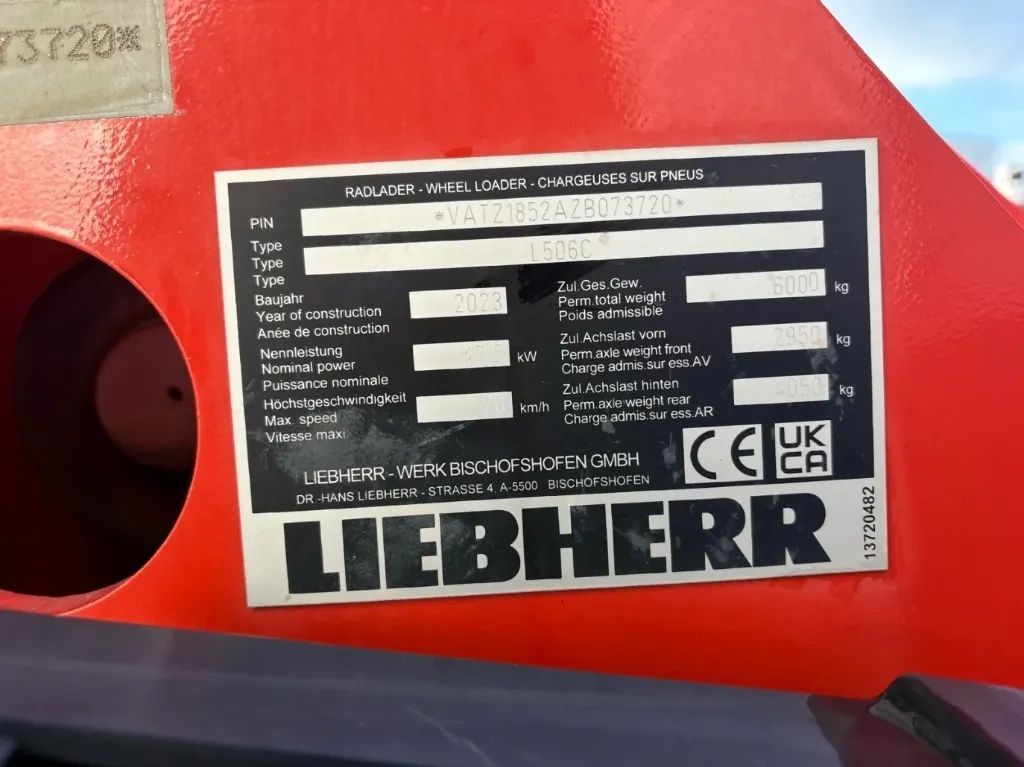 73720*
RADLADER - WHEEL LOADER - CHARGEUSES SUR PNEUS
PIN *VATZ1852AZB073720*
Type
Type L506C
Type
Baujahr
Year of construction 2023
Anée de construction
Nennleistung
Nominal power kW
Puissance nominale
Höchstgeschwindigkeit
Max. speed km/h
Vitesse maxi.
Zul.Ges.Gew.
Perm.total weight 6000 kg
Poids admissible
Zul.Achslast vorn
Perm.axle weight front 2950 kg
Charge admis.sur ess.AV
Zul.Achslast hinten
Perm.axle weight rear 4050 kg
Charge admis.sur ess.AR
CE
UK
CA
LIEBHERR - WERK BISCHOFSHOFEN GMBH
DR.-HANS LIEBHERR - STRASSE 4, A-5500 BISCHOFSHOFEN
LIEBHERR
13720482